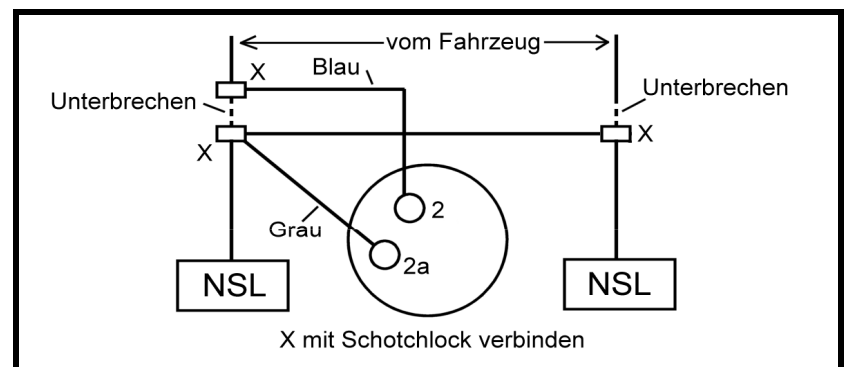 vom Fahrzeug
X
Blau
Unterbrechen
Unterbrechen
X
X
2
Grau
2a
NSL
NSL
X mit Schotchlock verbinden